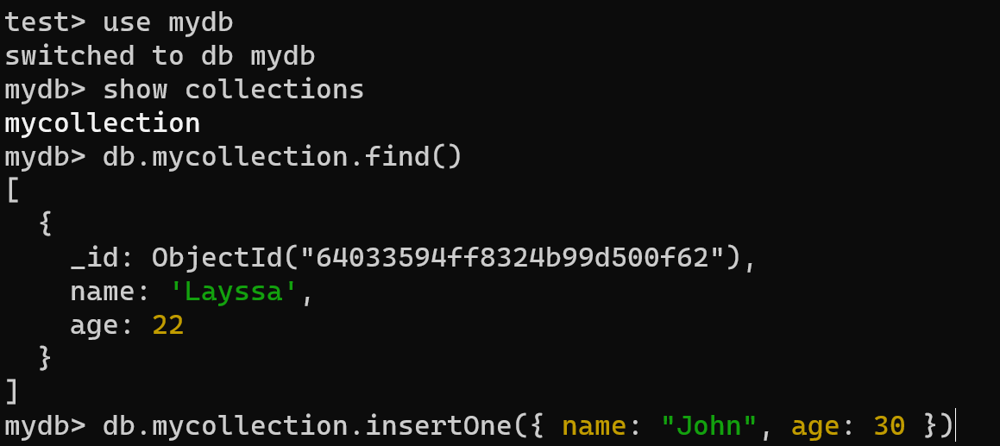 test> use mydb
switched to db mydb
mydb> show collections
mycollection
mydb> db.mycollection.find()
[
  {
    _id: ObjectId("64033594ff8324b99d500f62"),
    name: 'Layssa',
    age: 22
  }
]
mydb> db.mycollection.insertOne({ name: "John", age: 30 })